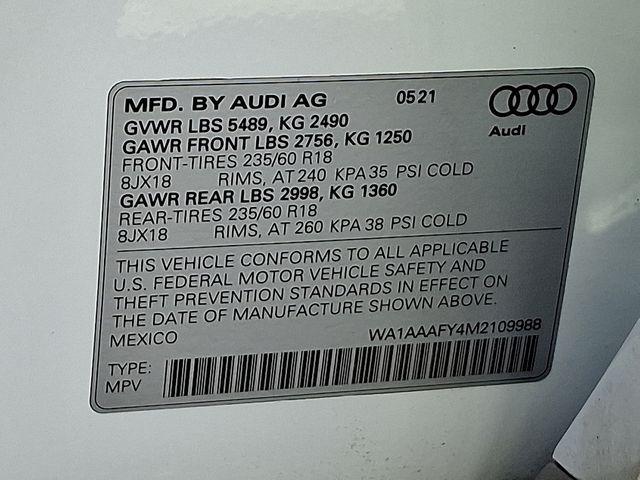 MFD. BY AUDI AG 0521
Audi
GVWR LBS 5489, KG 2490
GAWR FRONT LBS 2756, KG 1250
FRONT-TIRES 235/60 R18
8JX18 RIMS, AT 240 KPA 35 PSI COLD
GAWR REAR LBS 2998, KG 1360
REAR-TIRES 235/60 R18
8JX18 RIMS, AT 260 KPA 38 PSI COLD
THIS VEHICLE CONFORMS TO ALL APPLICABLE
U.S. FEDERAL MOTOR VEHICLE SAFETY AND
THEFT PREVENTION STANDARDS IN EFFECT ON
THE DATE OF MANUFACTURE SHOWN ABOVE.
MEXICO WA1AAAFY4M2109988
TYPE:
MPV